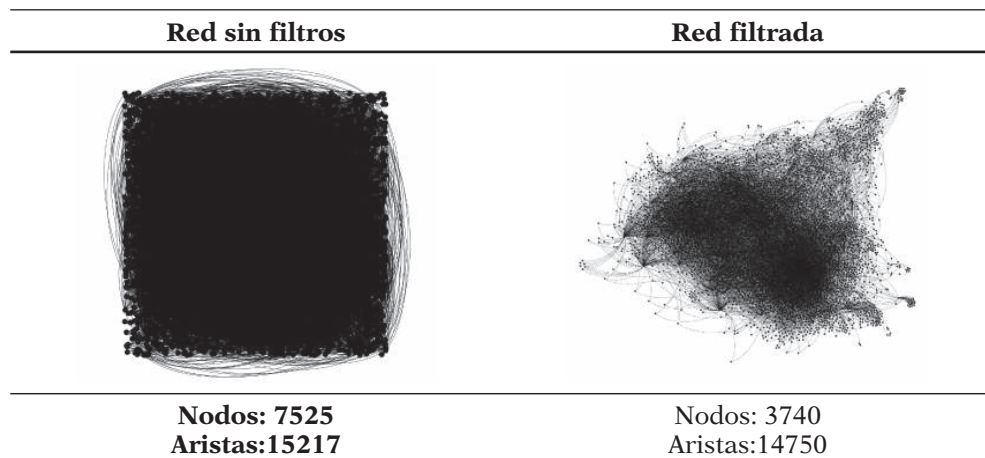 Red sin filtros
Red filtrada
Nodos: 7525
Aristas:15217
Nodos: 3740
Aristas:14750